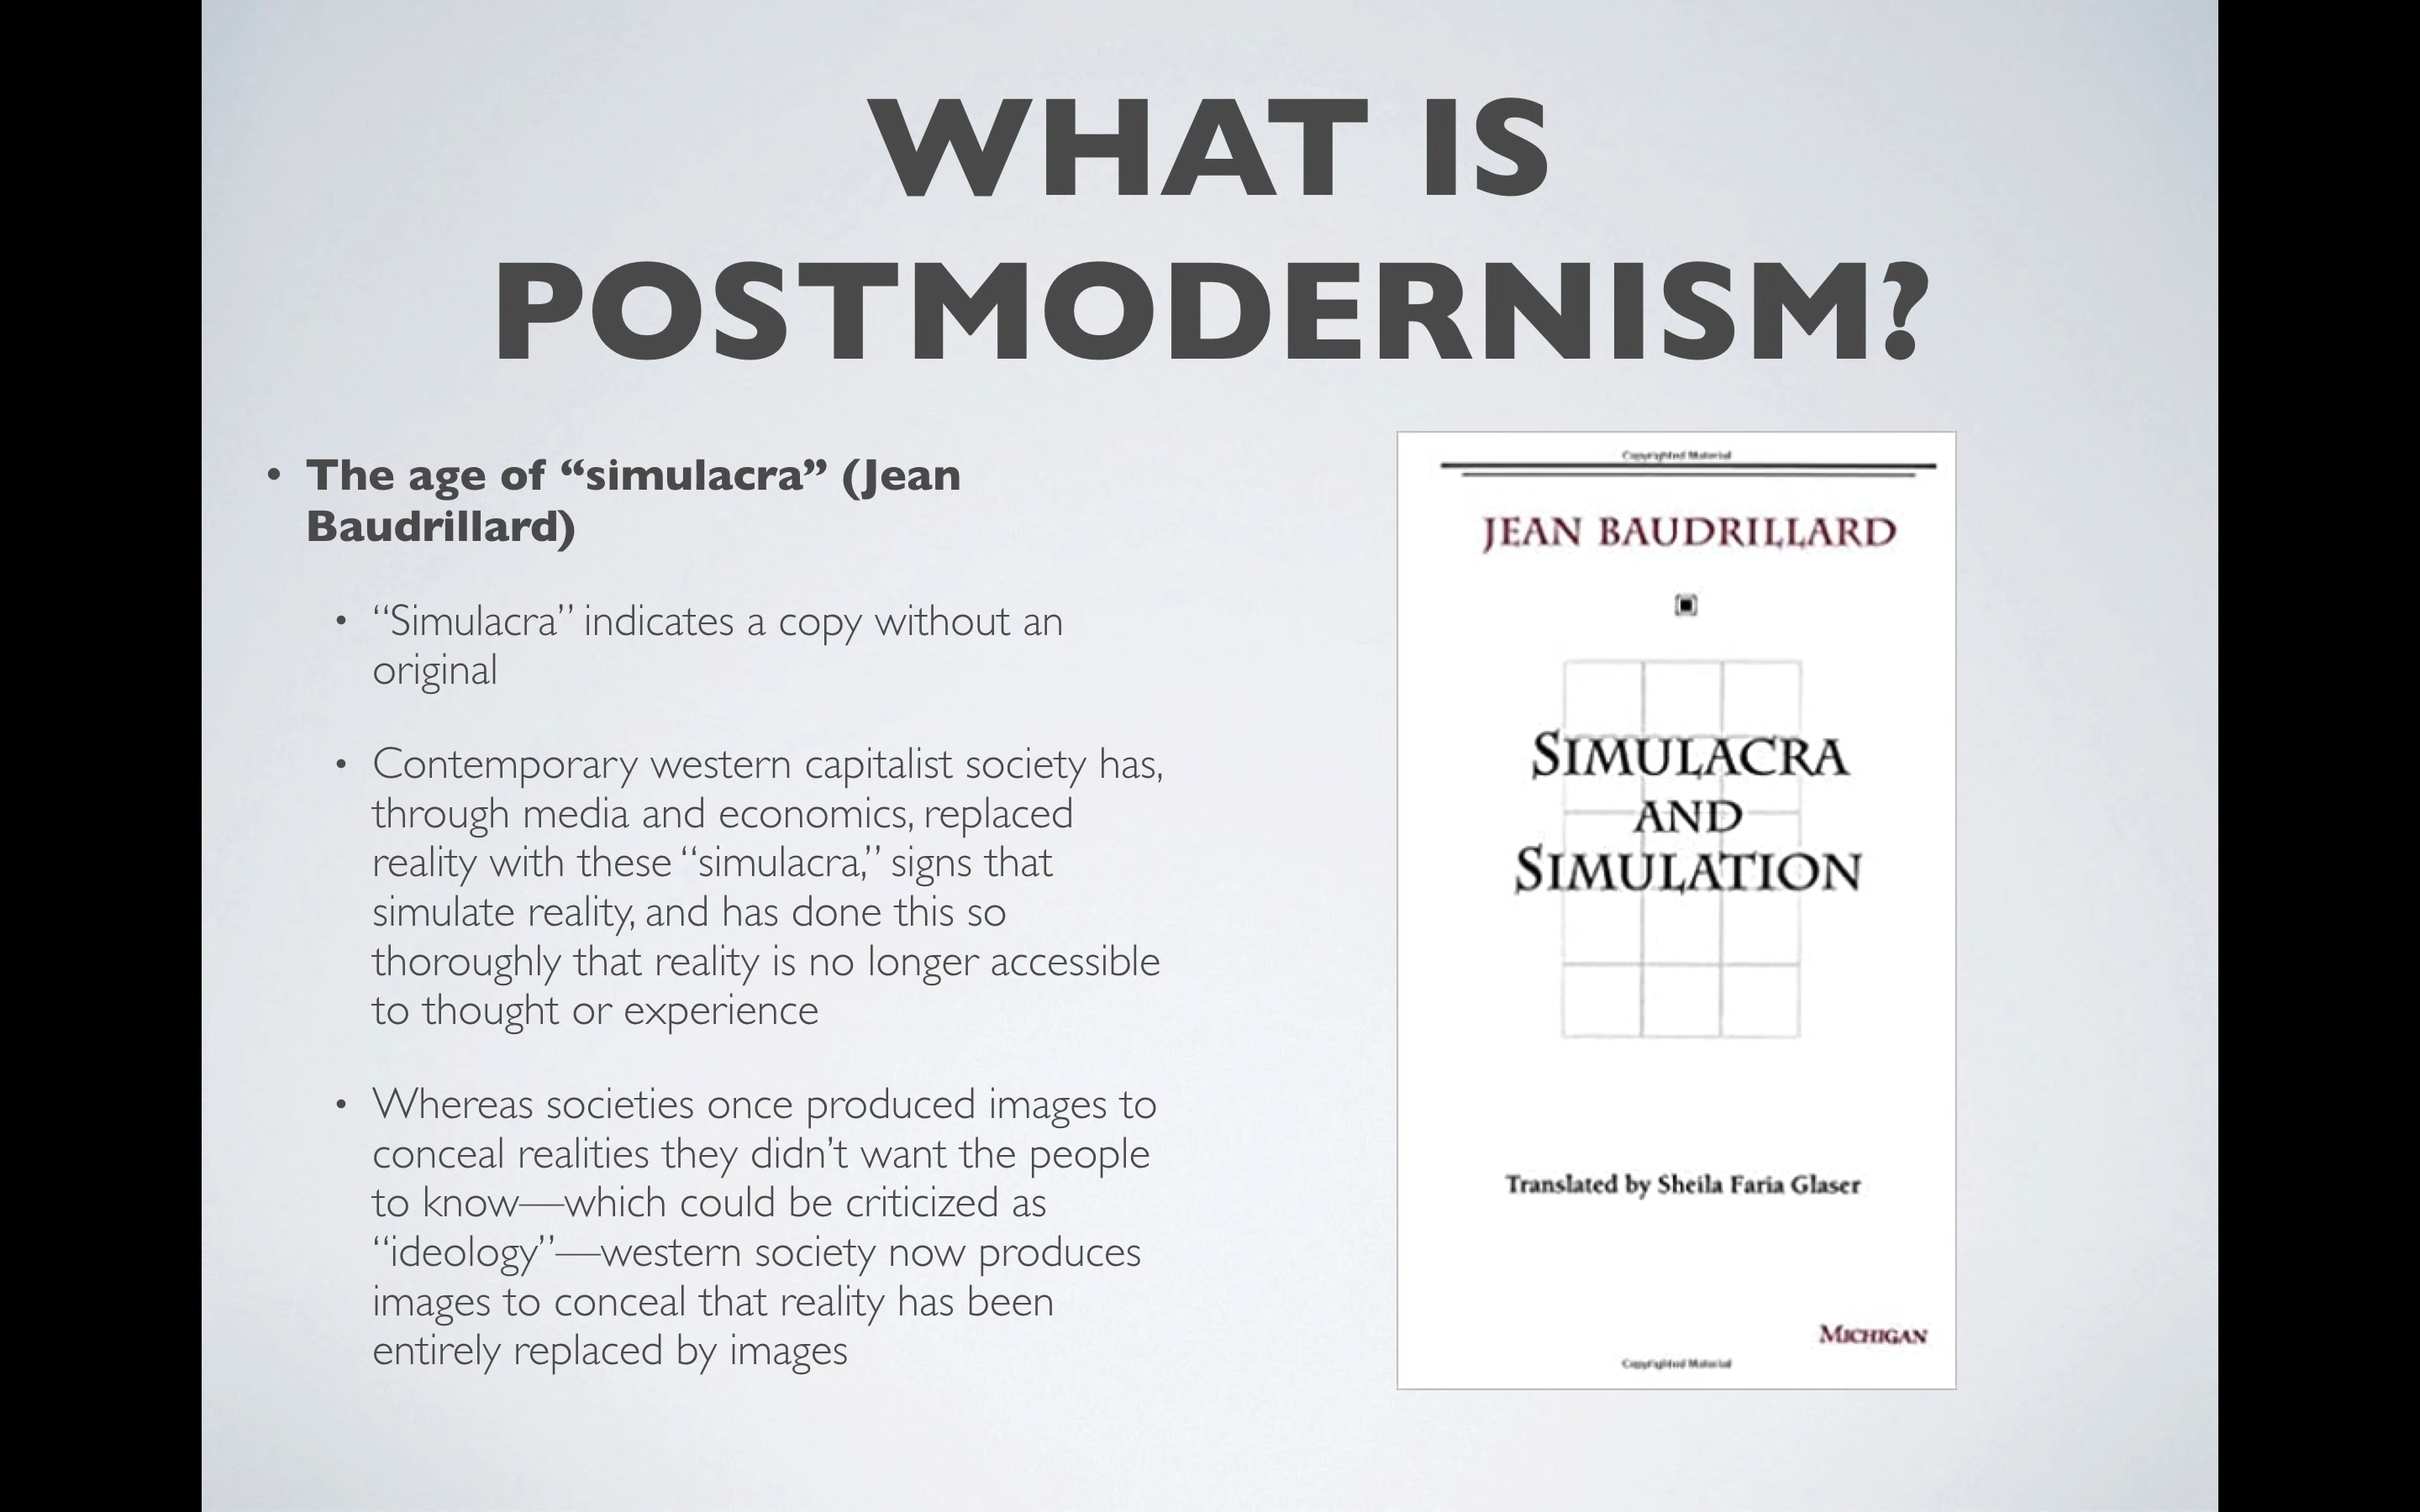 WHAT IS
POSTMODERNISM?
• The age of “simulacra” (Jean
Baudrillard)
• “Simulacra” indicates a copy without an
original
• Contemporary western capitalist society has,
through media and economics, replaced
reality with these “simulacra,” signs that
simulate reality, and has done this so
thoroughly that reality is no longer accessible
to thought or experience
• Whereas societies once produced images to
conceal realities they didn’t want the people
to know—which could be criticized as
“ideology”—western society now produces
images to conceal that reality has been
entirely replaced by images
Copyrighted Material
JEAN BAUDRILLARD
SIMULACRA
AND
SIMULATION
Translated by Sheila Faria Glaser
MICHIGAN
Copyrighted Material